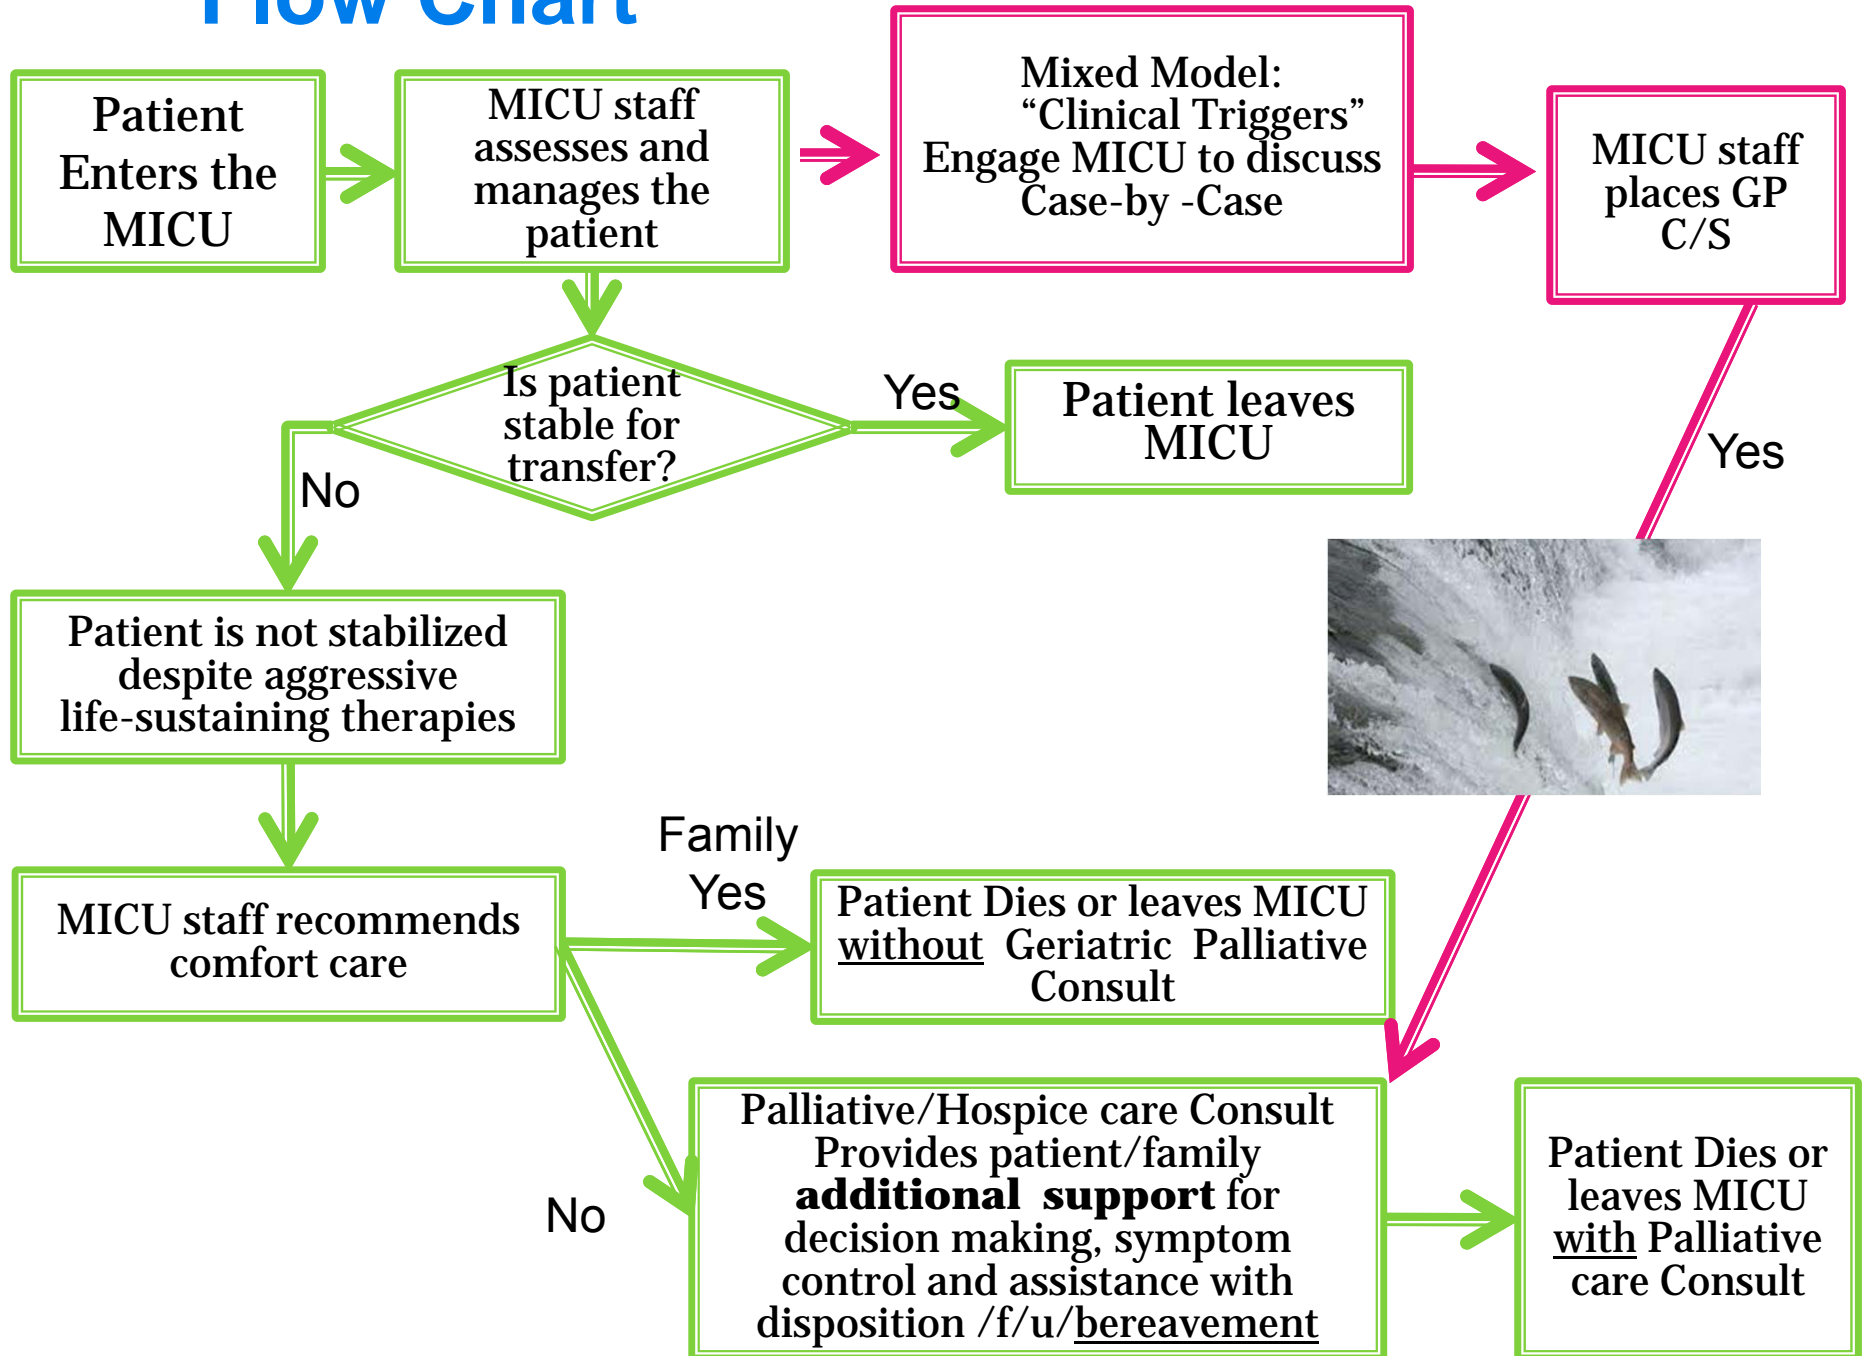 Flow Chart
Patient
Enters the
MICU
MICU staff
assesses and
manages the
patient
Mixed Model:
“Clinical Triggers”
Engage MICU to discuss
Case-by -Case
MICU staff
places GP
C/S
Is patient
stable for
transfer?
Yes
Patient leaves
MICU
Yes
No
Patient is not stabilized
despite aggressive
life-sustaining therapies
MICU staff recommends
comfort care
Family
Yes
Patient Dies or leaves MICU
without Geriatric Palliative
Consult
No
Palliative/Hospice care Consult
Provides patient/family
additional support for
decision making, symptom
control and assistance with
disposition /f/u/bereavement
Patient Dies or
leaves MICU
with Palliative
care Consult